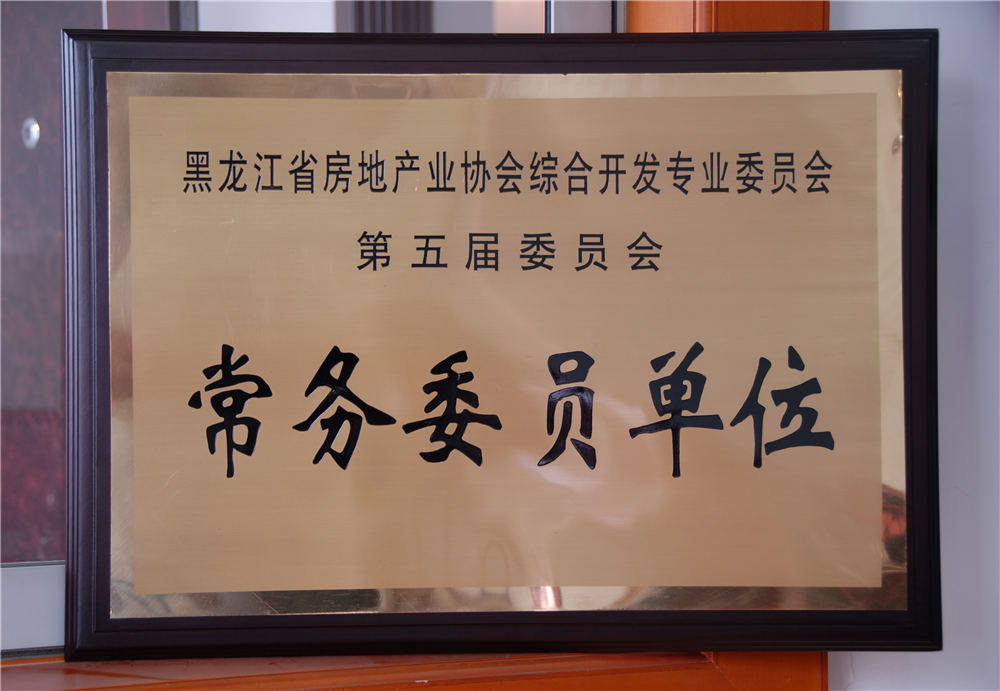 黑龙江省房地产业协会综合开发专业委员会
第五届委员会
常务委员单位